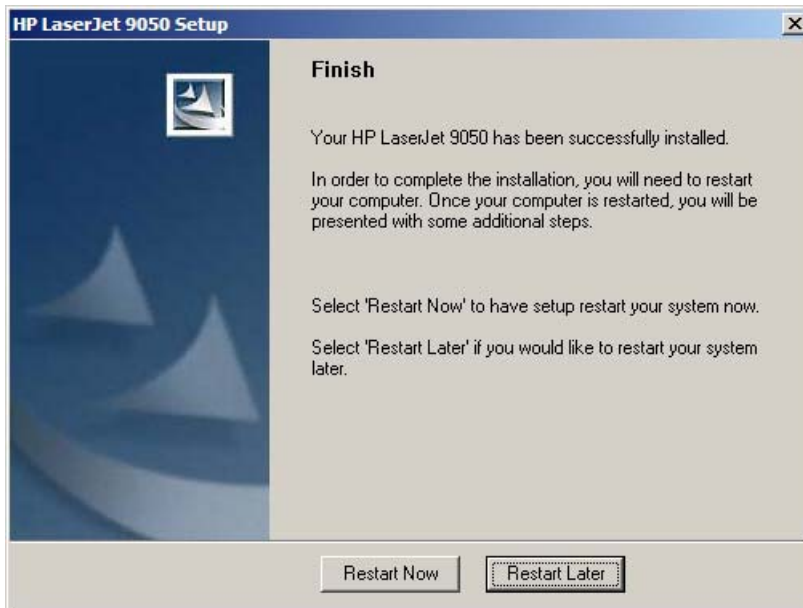 HP LaserJet 9050 Setup
Finish
Your HP LaserJet 9050 has been successfully installed.
In order to complete the installation, you will need to restart
your computer. Once your computer is restarted, you will be
presented with some additional steps.
Select 'Restart Now' to have setup restart your system now.
Select 'Restart Later' if you would like to restart your system
later.
Restart Now
Restart Later